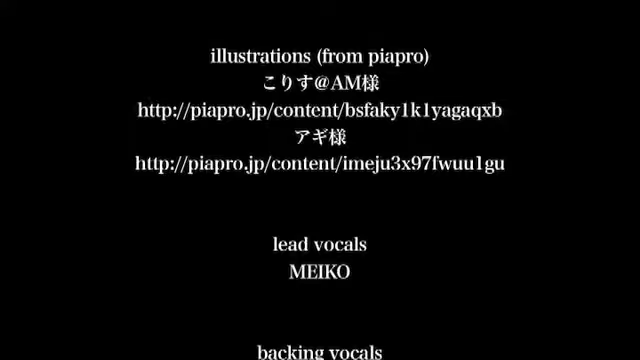 illustrations (from piapro)
こりす@AM様
http://piapro.jp/content/bsfaky1k1yagaqxb
アギ様
http://piapro.jp/content/imeju3x97fwuu1gu
lead vocals
MEIKO
backing vocals